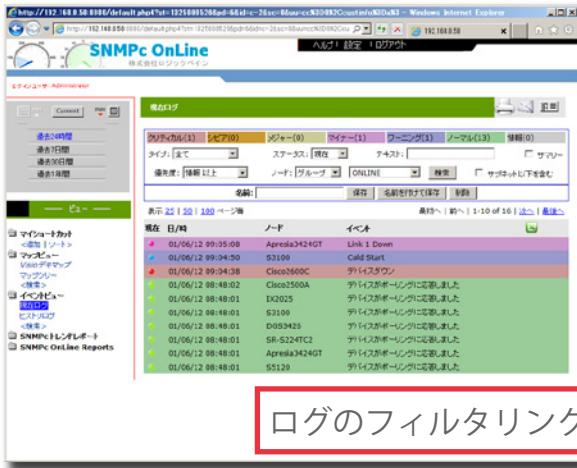 SNMPc OnLine
株式会社ロジックベイン
ヘルプ | 設定 | ログアウト
Current
過去24時間
過去7日間
過去30日間
過去1年間
ビュー
マイショートカット
<追加 | ソート>
マップビュー
Visioデモマップ
マップツリー
<検索>
イベントビュー
現在ログ
ヒストリログ
<検索>
SNMPcトレンドレポート
SNMPc OnLine Reports
現在ログ
クリティカル(1) シビア(0) メジャー(0) マイナー(1) ワーニング(1) ノーマル(13) 情報(0)
タイプ: 全て ステータス: 現在 テキスト: サマリー
優先度: 情報 以上 ノード: グループ ONLINE 検索 サブネット以下を含む
名前: 保存 名前を付けて保存 削除
表示 25 | 50 | 100 ページ毎 最初へ | 前へ | 1-10 of 16 | 次へ | 最後へ
現在 日/時 ノード イベント
01/06/12 09:05:08 Apresia3424GT Link 1 Down
01/06/12 09:04:50 S3100 Cold Start
01/06/12 09:04:38 Cisco2600C デバイスダウン
01/06/12 08:48:02 Cisco2500A デバイスがポーリングに応答しました
01/06/12 08:48:01 IX2025 デバイスがポーリングに応答しました
01/06/12 08:48:01 S3100 デバイスがポーリングに応答しました
01/06/12 08:48:01 DGS3426 デバイスがポーリングに応答しました
01/06/12 08:48:01 SR-S224TC2 デバイスがポーリングに応答しました
01/06/12 08:48:01 Apresia3424GT デバイスがポーリングに応答しました
01/06/12 08:48:01 S5120 デバイスがポーリングに応答しました
ログのフィルタリング